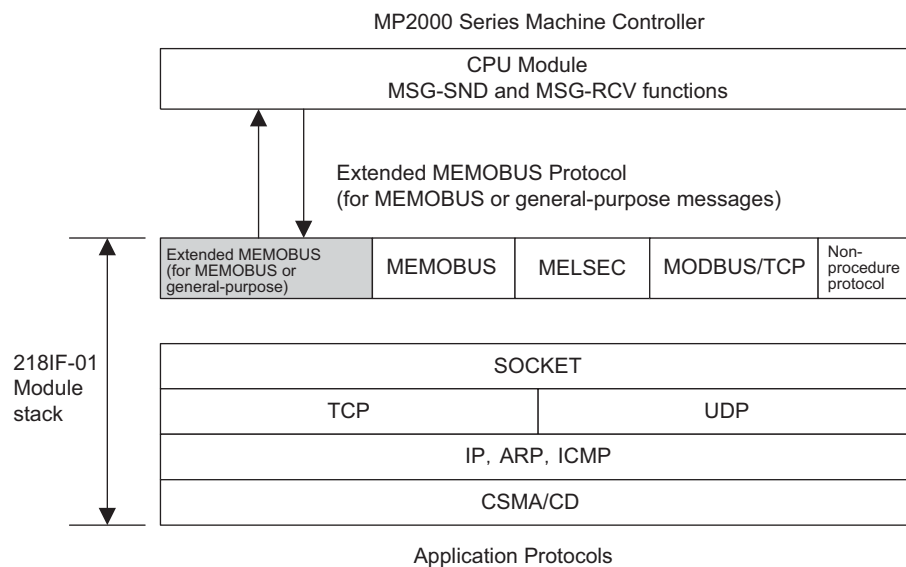 MP2000 Series Machine Controller
CPU Module
MSG-SND and MSG-RCV functions
Extended MEMOBUS Protocol
(for MEMOBUS or general-purpose messages)
Extended MEMOBUS
(for MEMOBUS or
general-purpose)
MEMOBUS
MELSEC
MODBUS/TCP
Non-
procedure
protocol
218IF-01
Module
stack
SOCKET
TCP
UDP
IP, ARP, ICMP
CSMA/CD
Application Protocols